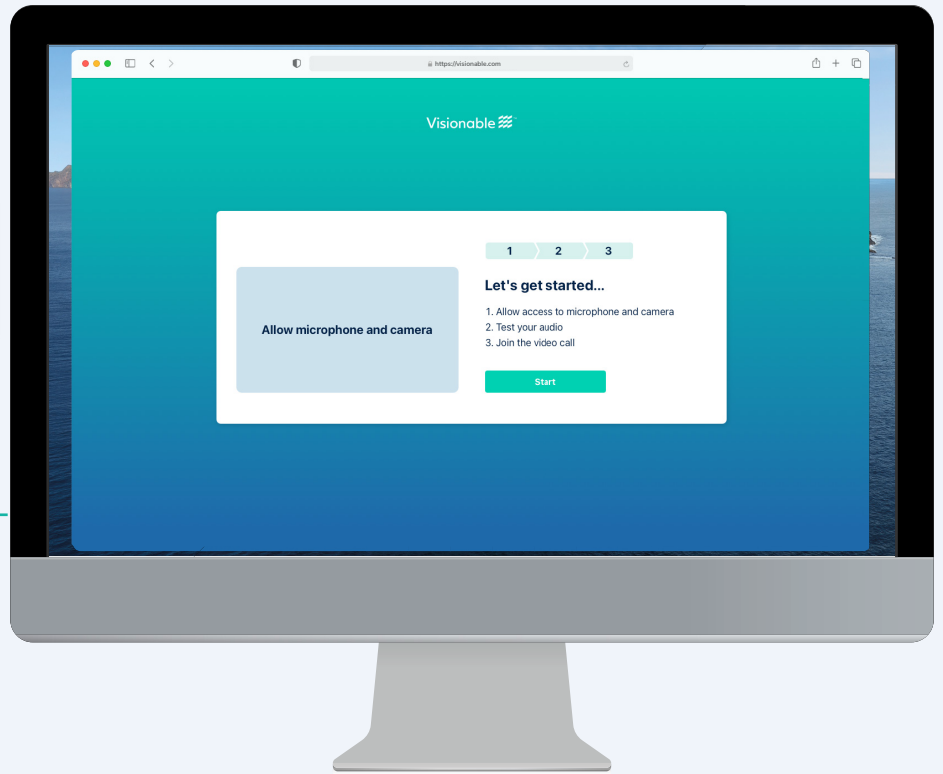 https://visionable.com
Visionable
1 2 3
Let's get started...
Allow microphone and camera
1. Allow access to microphone and camera
2. Test your audio
3. Join the video call
Start